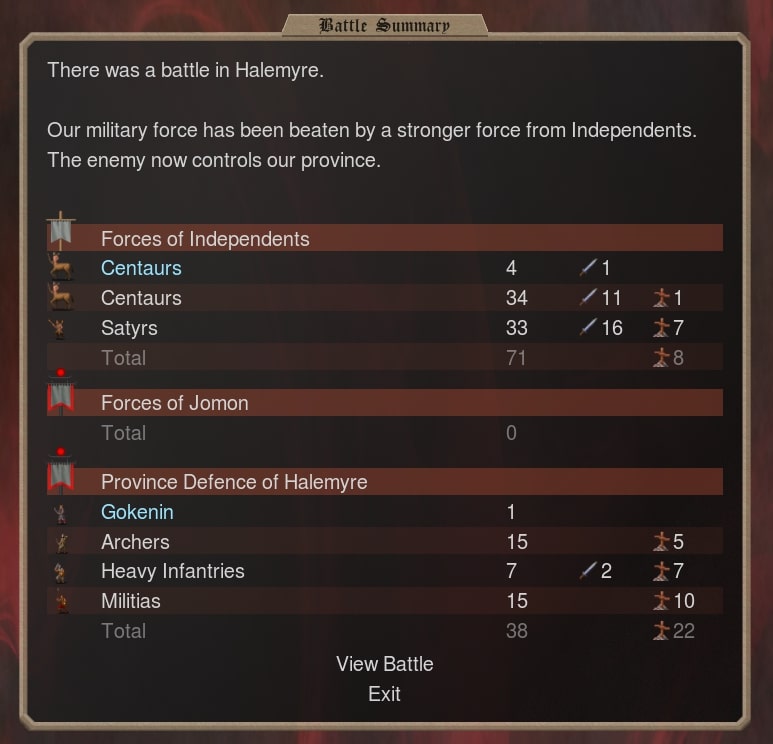 Battle Summary
There was a battle in Halemyre.
Our military force has been beaten by a stronger force from Independents.
The enemy now controls our province.
Forces of Independents
Centaurs 4 1
Centaurs 34 11 1
Satyrs 33 16 7
Total 71 8
Forces of Jomon
Total 0
Province Defence of Halemyre
Gokenin 1
Archers 15 5
Heavy Infantries 7 2 7
Militias 15 10
Total 38 22
View Battle
Exit